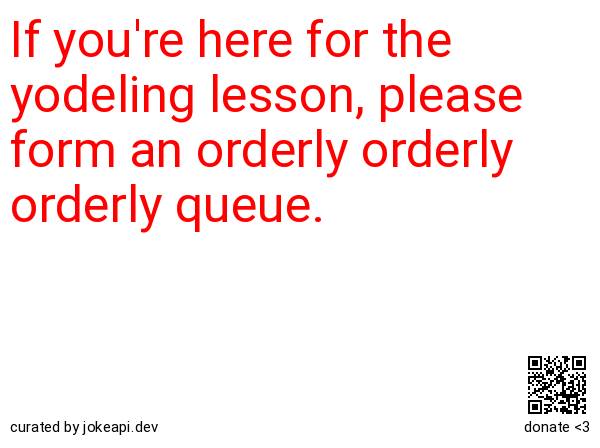 If you're here for the
yodeling lesson, please
form an orderly orderly
orderly queue.
curated by jokeapi.dev
donate <3